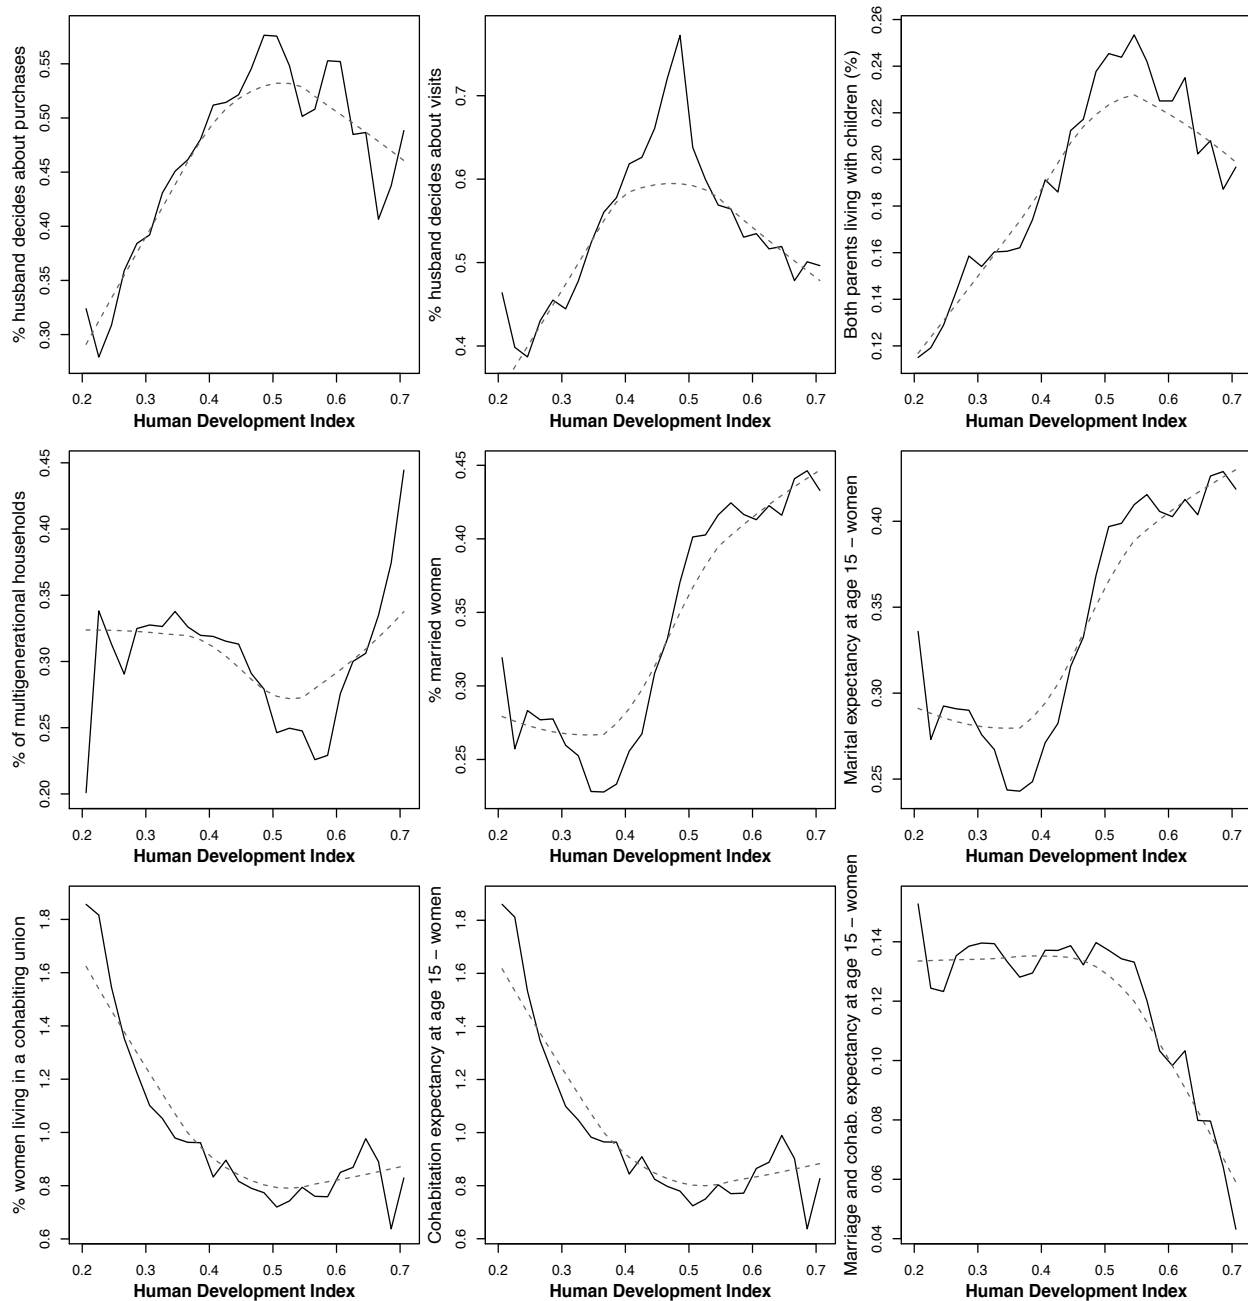 % husband decides about purchases
0.30 0.35 0.40 0.45 0.50 0.55
0.2 0.3 0.4 0.5 0.6 0.7
Human Development Index
% husband decides about visits
0.4 0.5 0.6 0.7
0.2 0.3 0.4 0.5 0.6 0.7
Human Development Index
Both parents living with children (%)
0.12 0.14 0.16 0.18 0.20 0.22 0.24 0.26
0.2 0.3 0.4 0.5 0.6 0.7
Human Development Index
% of multigenerational households
0.20 0.25 0.30 0.35 0.40 0.45
0.2 0.3 0.4 0.5 0.6 0.7
Human Development Index
% married women
0.25 0.30 0.35 0.40 0.45
0.2 0.3 0.4 0.5 0.6 0.7
Human Development Index
Marital expectancy at age 15 − women
0.25 0.30 0.35 0.40
0.2 0.3 0.4 0.5 0.6 0.7
Human Development Index
% women living in a cohabiting union
0.6 0.8 1.0 1.2 1.4 1.6 1.8
0.2 0.3 0.4 0.5 0.6 0.7
Human Development Index
Cohabitation expectancy at age 15 − women
0.6 0.8 1.0 1.2 1.4 1.6 1.8
0.2 0.3 0.4 0.5 0.6 0.7
Human Development Index
Marriage and cohab. expectancy at age 15 − women
0.04 0.06 0.08 0.10 0.12 0.14
0.2 0.3 0.4 0.5 0.6 0.7
Human Development Index